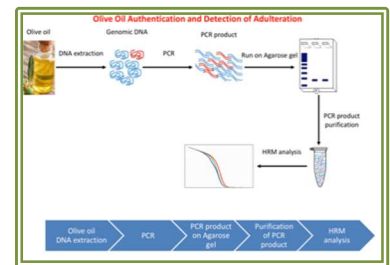 Olive Oil Authentication and Detection of Adulteration
Olive oil
Genomic DNA
PCR product
DNA extraction
PCR
Run on Agarose gel
PCR product
purification
HRM analysis
Olive oil
DNA extraction
PCR
PCR product
on Agarose
gel
Purification
of PCR
product
HRM
analysis